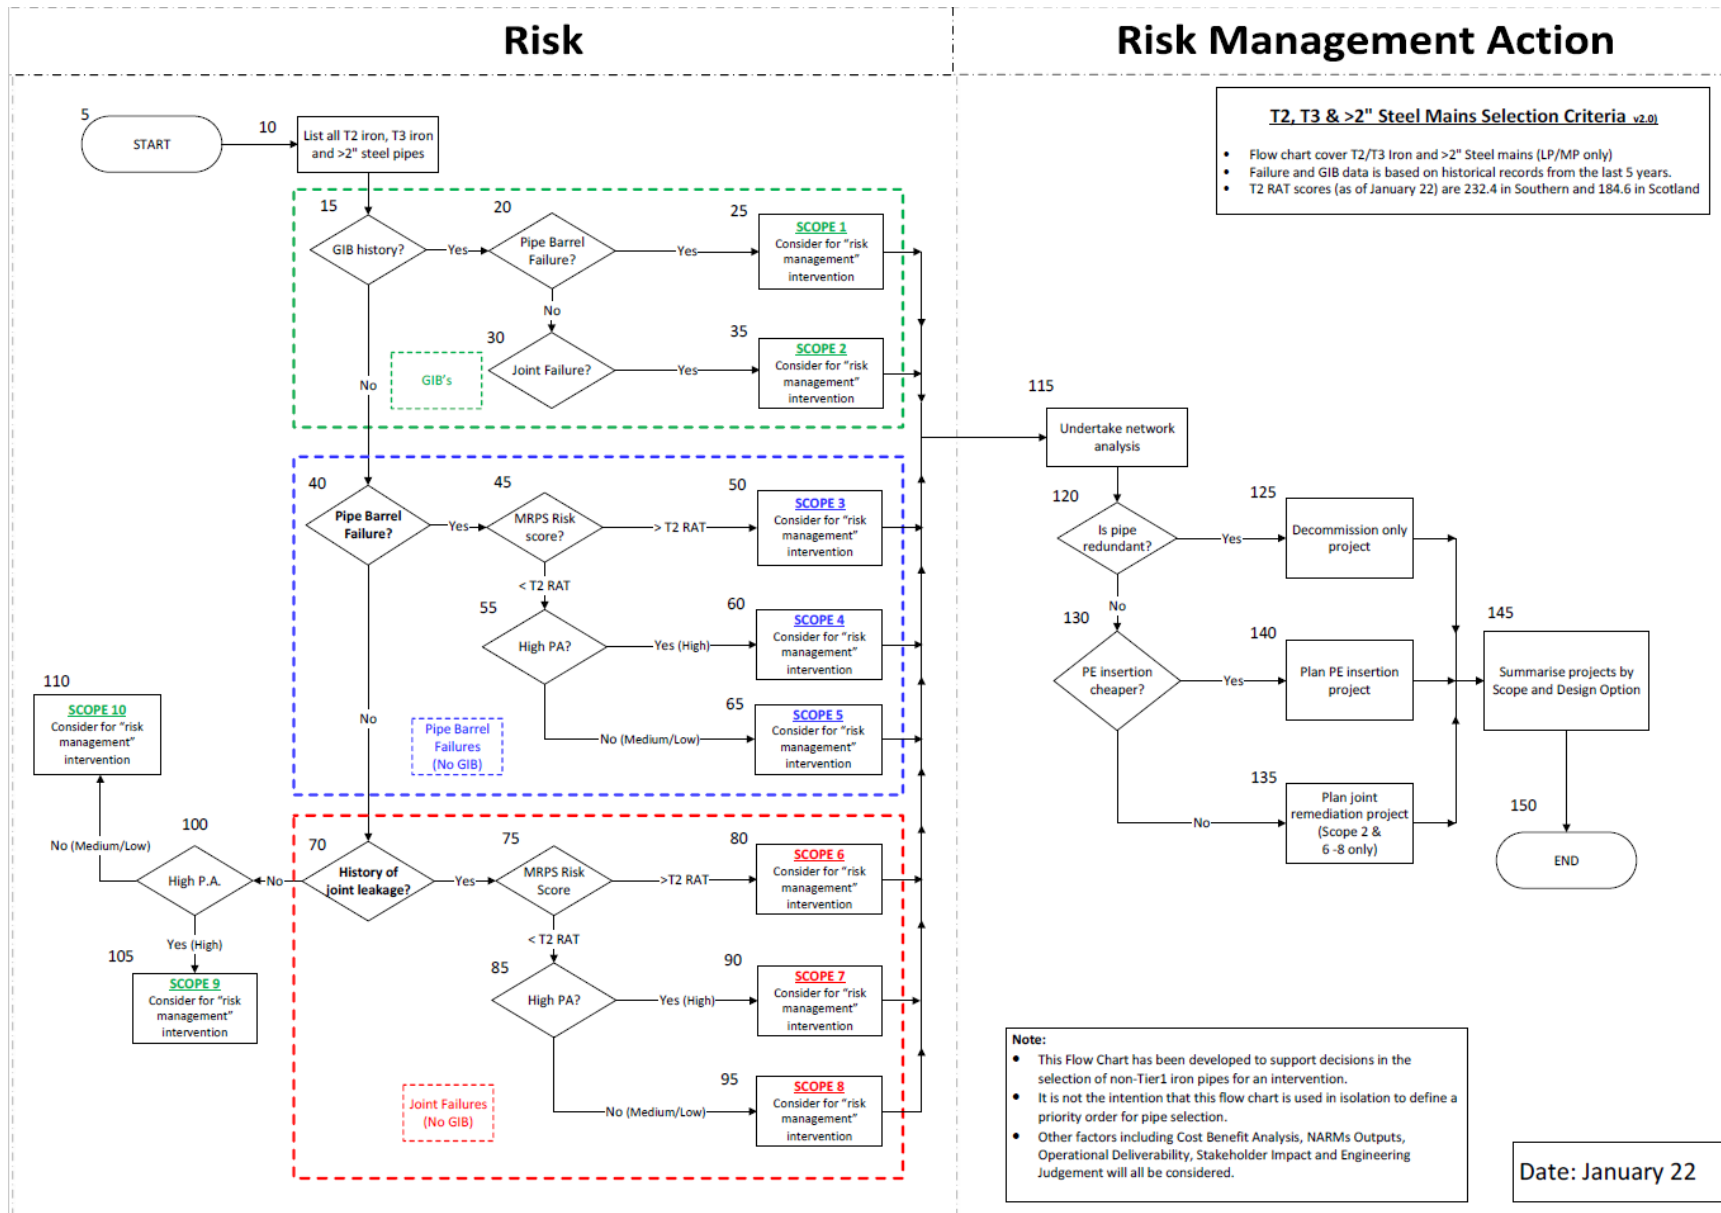 Risk
Risk Management Action
T2, T3 & >2" Steel Mains Selection Criteria v2.0)
• Flow chart cover T2/T3 Iron and >2" Steel mains (LP/MP only)
• Failure and GIB data is based on historical records from the last 5 years.
• T2 RAT scores (as of January 22) are 232.4 in Southern and 184.6 in Scotland
5
START
10
List all T2 iron, T3 iron
and >2" steel pipes
15
GIB history?
Yes
20
Pipe Barrel
Failure?
Yes
25
SCOPE 1
Consider for "risk
management"
intervention
No
30
Joint Failure?
Yes
35
SCOPE 2
Consider for "risk
management"
intervention
GIB's
No
40
Pipe Barrel
Failure?
Yes
45
MRPS Risk
score?
> T2 RAT
50
SCOPE 3
Consider for "risk
management"
intervention
< T2 RAT
55
High PA?
Yes (High)
60
SCOPE 4
Consider for "risk
management"
intervention
No (Medium/Low)
65
SCOPE 5
Consider for "risk
management"
intervention
Pipe Barrel
Failures
(No GIB)
No
70
History of
joint leakage?
Yes
75
MRPS Risk
Score
>T2 RAT
80
SCOPE 6
Consider for "risk
management"
intervention
< T2 RAT
85
High PA?
Yes (High)
90
SCOPE 7
Consider for "risk
management"
intervention
No (Medium/Low)
95
SCOPE 8
Consider for "risk
management"
intervention
Joint Failures
(No GIB)
No
100
High P.A.
Yes (High)
105
SCOPE 9
Consider for "risk
management"
intervention
No (Medium/Low)
110
SCOPE 10
Consider for "risk
management"
intervention
115
Undertake network
analysis
120
Is pipe
redundant?
Yes
125
Decommission only
project
No
130
PE insertion
cheaper?
Yes
140
Plan PE insertion
project
No
135
Plan joint
remediation project
(Scope 2 &
6 -8 only)
145
Summarise projects by
Scope and Design Option
150
END
Note:
• This Flow Chart has been developed to support decisions in the
selection of non-Tier1 iron pipes for an intervention.
• It is not the intention that this flow chart is used in isolation to define a
priority order for pipe selection.
• Other factors including Cost Benefit Analysis, NARMs Outputs,
Operational Deliverability, Stakeholder Impact and Engineering
Judgement will all be considered.
Date: January 22